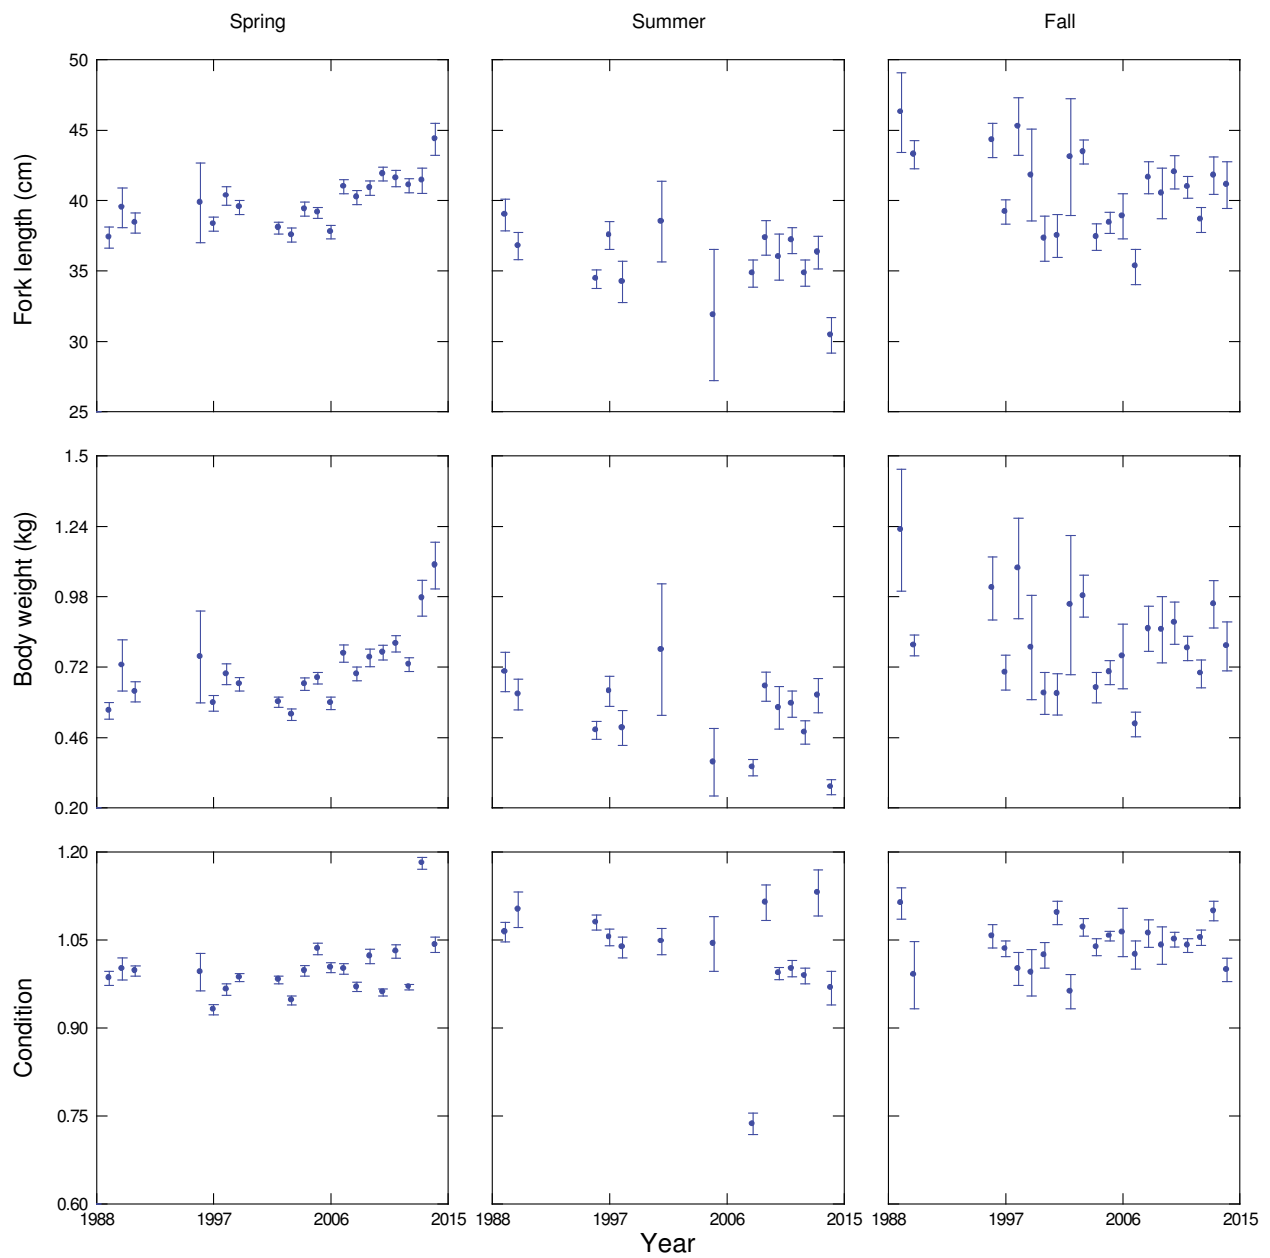 Spring Summer Fall
Fork length (cm)
50
45
40
35
30
25
Body weight (kg)
1.5
1.24
0.98
0.72
0.46
0.20
Condition
1.20
1.05
0.90
0.75
0.60
1988 1997 2006 2015 1988 1997 2006 2015 1988 1997 2006 2015
Year